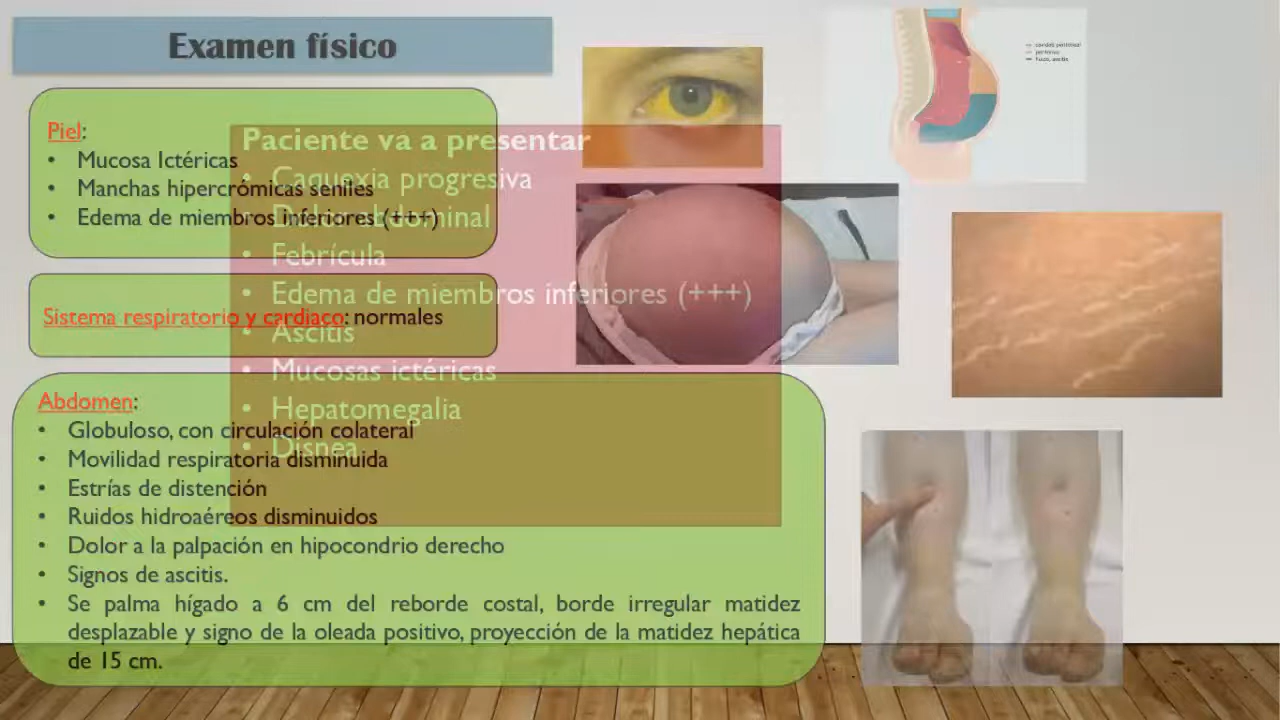 Examen físico
Piel:
• Mucosa Ictéricas
• Manchas hipercrómicas seniles
• Edema de miembros inferiores (+++)
Sistema respiratorio y cardiaco: normales
Abdomen:
• Globuloso, con circulación colateral
• Movilidad respiratoria disminuida
• Estrías de distención
• Ruidos hidroaéreos disminuidos
• Dolor a la palpación en hipocondrio derecho
• Signos de ascitis.
• Se palma hígado a 6 cm del reborde costal, borde irregular matidez
desplazable y signo de la oleada positivo, proyección de la matidez hepática
de 15 cm.
Paciente va a presentar
• Caquexia progresiva
• Dolor abdominal
• Febrícula
• Edema de miembros inferiores (+++)
• Ascitis
• Mucosas ictéricas
• Hepatomegalia
• Disnea